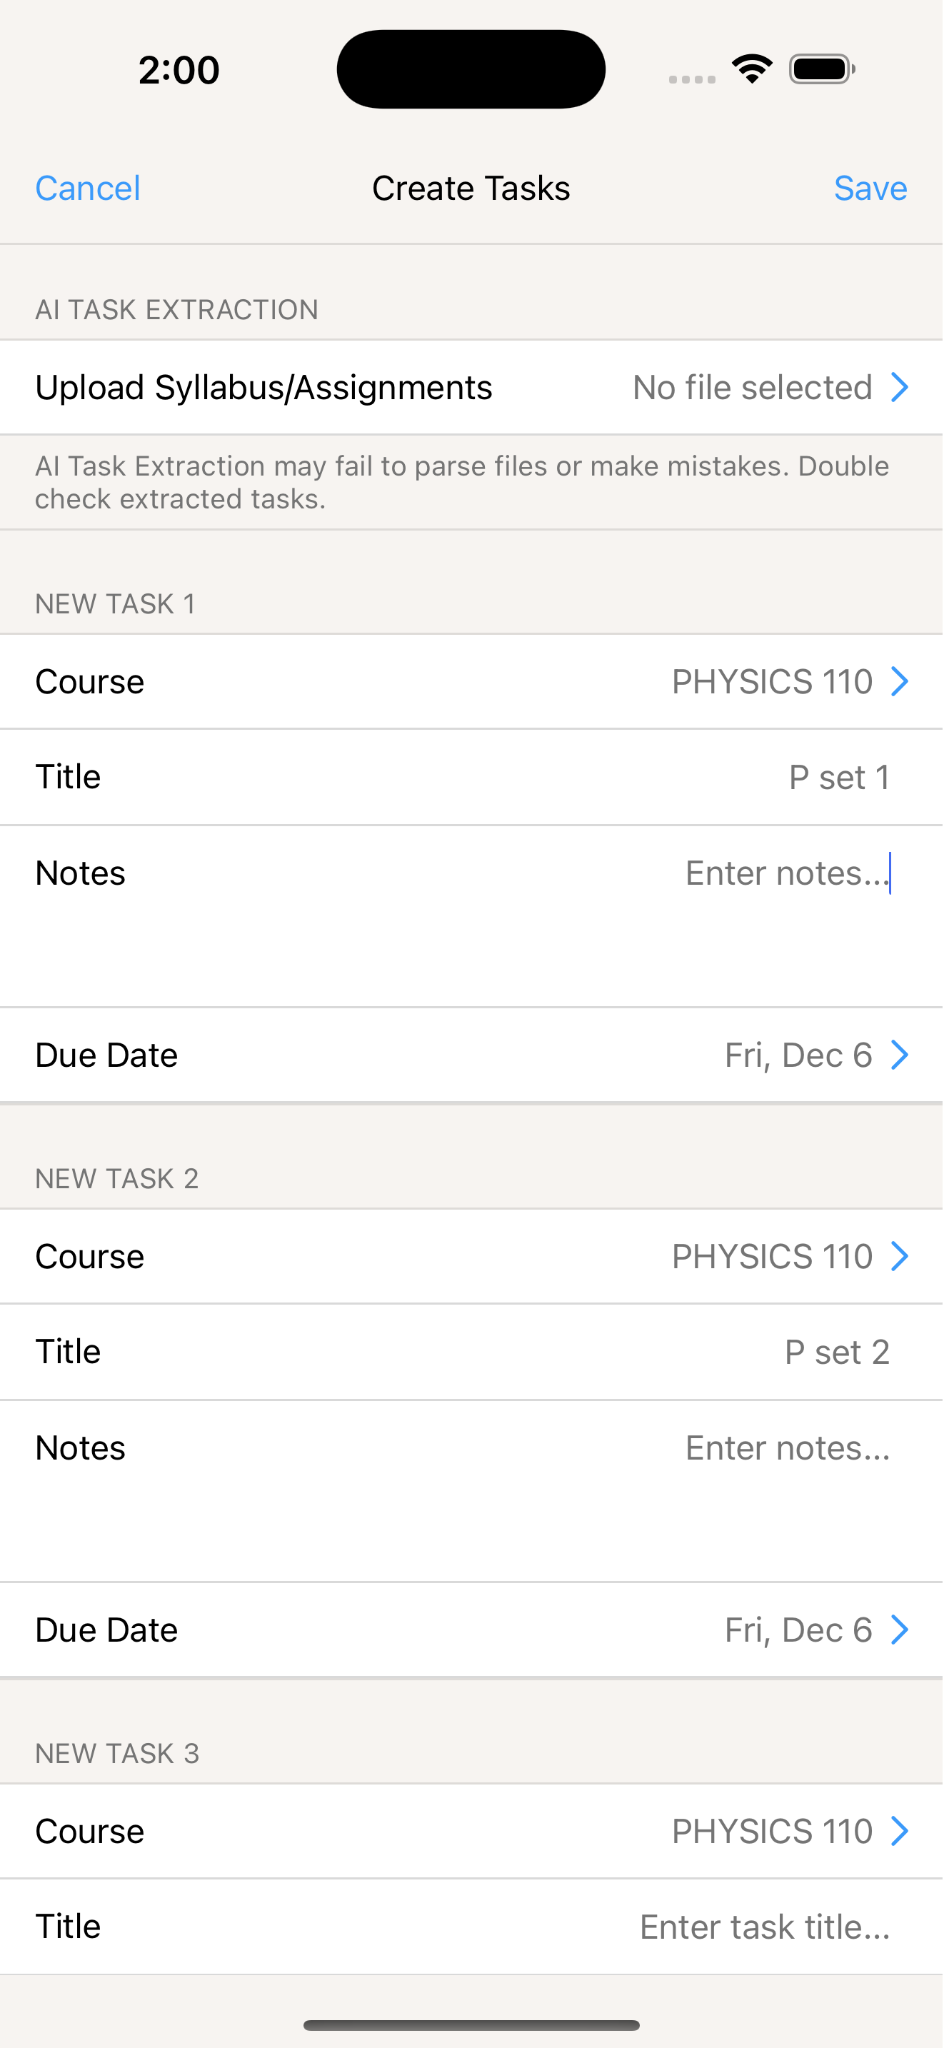 2:00
Cancel Create Tasks Save
AI TASK EXTRACTION
Upload Syllabus/Assignments No file selected
AI Task Extraction may fail to parse files or make mistakes. Double
check extracted tasks.
NEW TASK 1
Course PHYSICS 110
Title P set 1
Notes Enter notes...
Due Date Fri, Dec 6
NEW TASK 2
Course PHYSICS 110
Title P set 2
Notes Enter notes...
Due Date Fri, Dec 6
NEW TASK 3
Course PHYSICS 110
Title Enter task title...